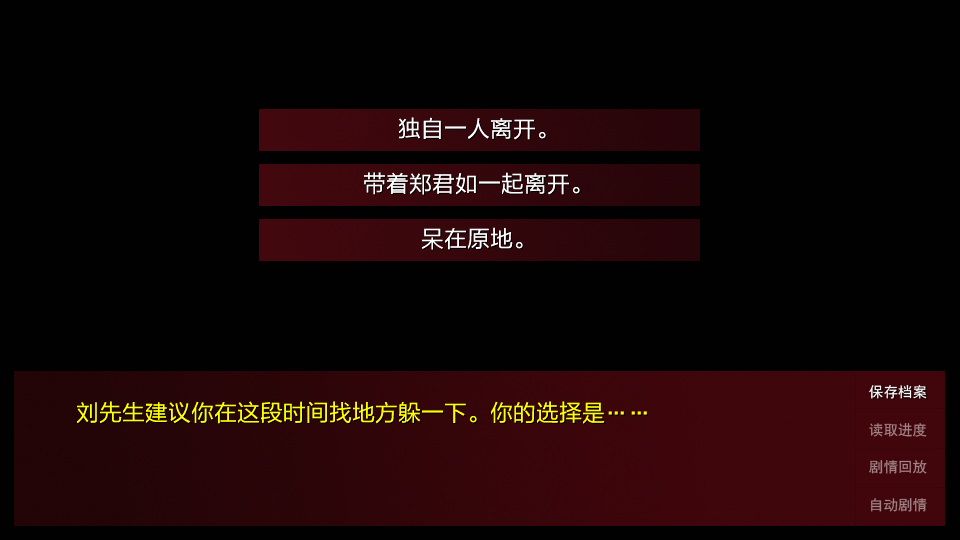 独自一人离开。
带着郑君如一起离开。
呆在原地。
刘先生建议你在这段时间找地方躲一下。你的选择是……
保存档案
读取进度
剧情回放
自动剧情